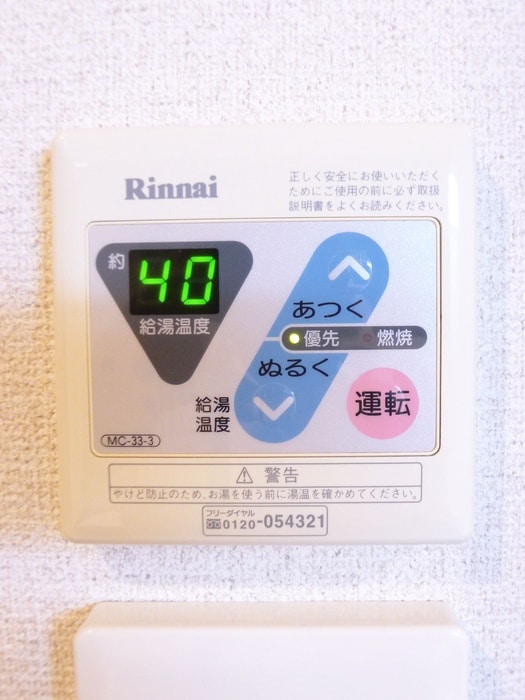 Rinnai
正しく安全にお使いいただく
ためにご使用の前に必ず取扱
説明書をよくお読みください。
約 40
給湯温度
あつく
優先 燃焼
ぬるく
給湯
温度
運転
MC-33-3
⚠ 警告
やけど防止のため、お湯を使う前に湯温を確かめてください。
フリーダイヤル
0120-054321